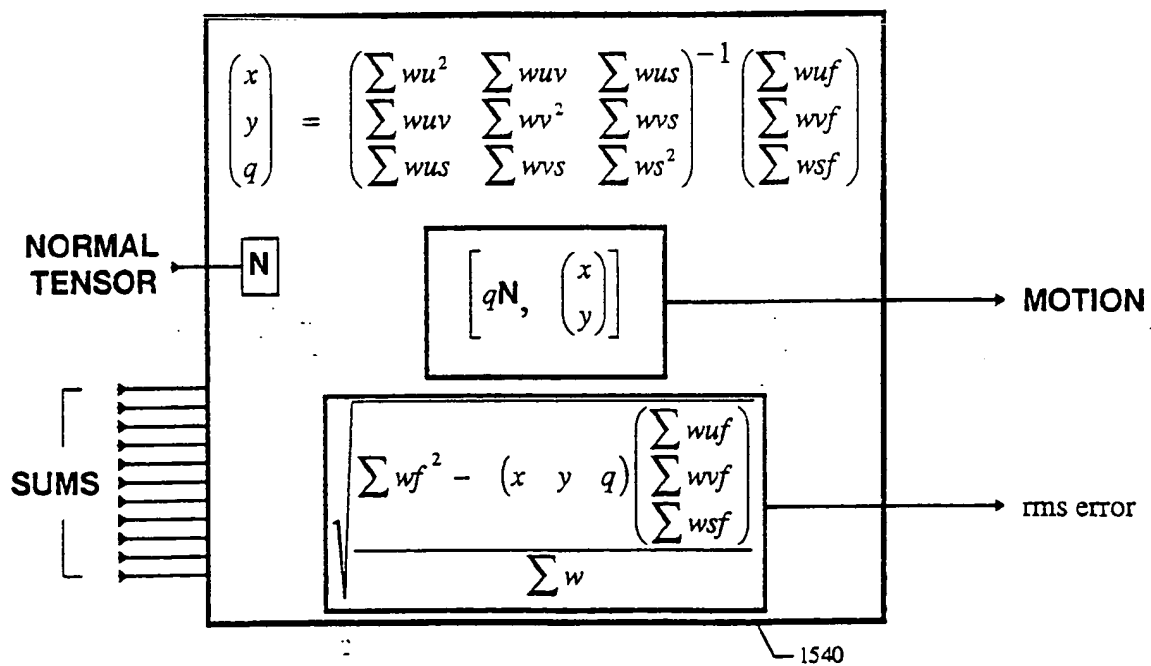 (x y q) = (∑wu² ∑wuv ∑wus
∑wuv ∑wv² ∑wvs
∑wus ∑wvs ∑ws²)⁻¹ (∑wuf
∑wvf
∑wsf)
NORMAL
TENSOR
N
[qN, (x y)]
MOTION
SUMS
√ ∑wf² - (x y q) (∑wuf
∑wvf
∑wsf)
∑w
rms error
1540